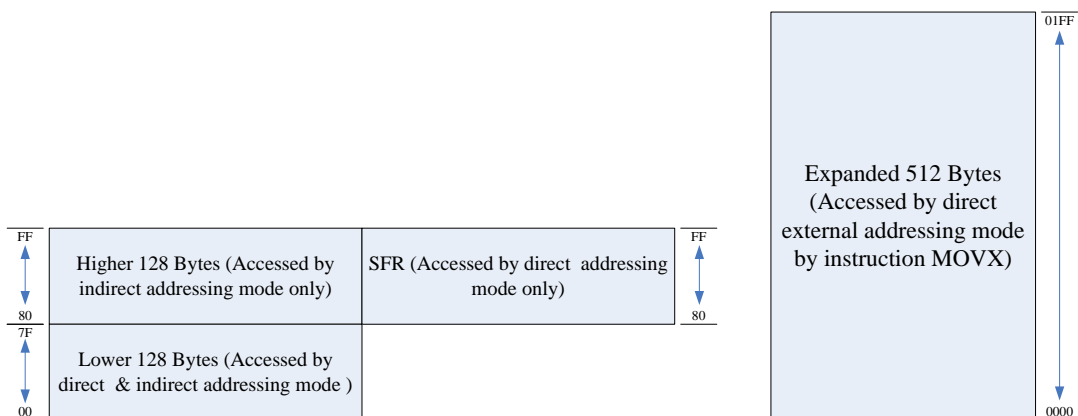 01FF
Expanded 512 Bytes
(Accessed by direct
external addressing mode
by instruction MOVX)
0000
FF
80
7F
00
Higher 128 Bytes (Accessed by
indirect addressing mode only)
SFR (Accessed by direct addressing
mode only)
FF
80
Lower 128 Bytes (Accessed by
direct & indirect addressing mode )